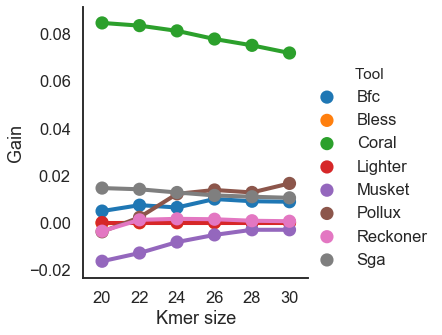 Gain
0.08
0.06
0.04
0.02
0.00
−0.02
20 22 24 26 28 30
Kmer size
Tool
Bfc
Bless
Coral
Lighter
Musket
Pollux
Reckoner
Sga